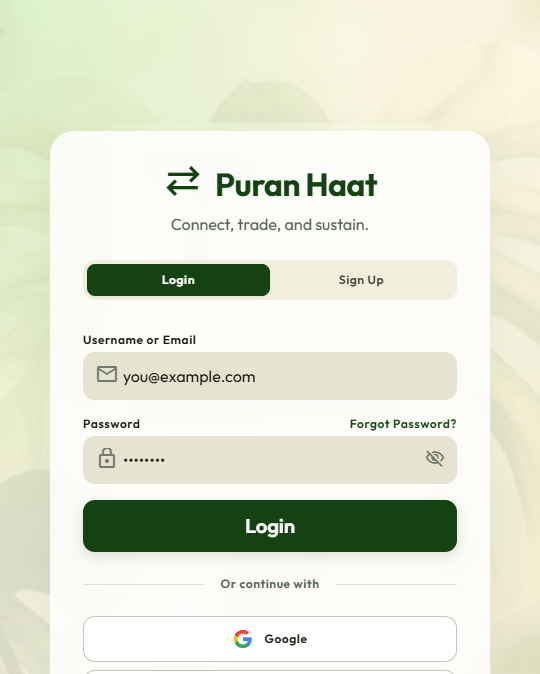 Puran Haat
Connect, trade, and sustain.
Login
Sign Up
Username or Email
you@example.com
Password
Forgot Password?
••••••••
Login
Or continue with
Google